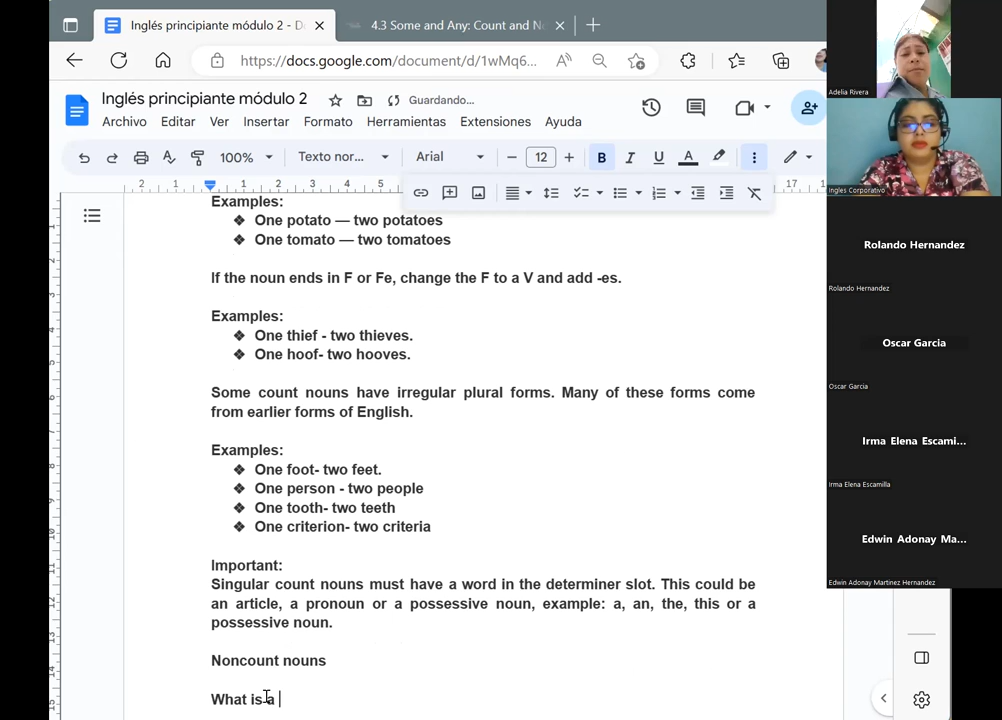 Inglés principiante módulo 2 - D
4.3 Some and Any: Count and N
https://docs.google.com/document/d/1wMq6...
Inglés principiante módulo 2
Guardando...
Archivo Editar Ver Insertar Formato Herramientas Extensiones Ayuda
100% Texto nor... Arial 12 B I U A
2 1 1 2 3 4 5 17
Examples:
❖ One potato — two potatoes
❖ One tomato — two tomatoes
If the noun ends in F or Fe, change the F to a V and add -es.
Examples:
❖ One thief - two thieves.
❖ One hoof- two hooves.
Some count nouns have irregular plural forms. Many of these forms come
from earlier forms of English.
Examples:
❖ One foot- two feet.
❖ One person - two people
❖ One tooth- two teeth
❖ One criterion- two criteria
Important:
Singular count nouns must have a word in the determiner slot. This could be
an article, a pronoun or a possessive noun, example: a, an, the, this or a
possessive noun.
Noncount nouns
What is a
Adelia Rivera
Ingles Corporativo
Rolando Hernandez
Rolando Hernandez
Oscar Garcia
Oscar Garcia
Irma Elena Escami...
Irma Elena Escamilla
Edwin Adonay Ma...
Edwin Adonay Martinez Hernandez